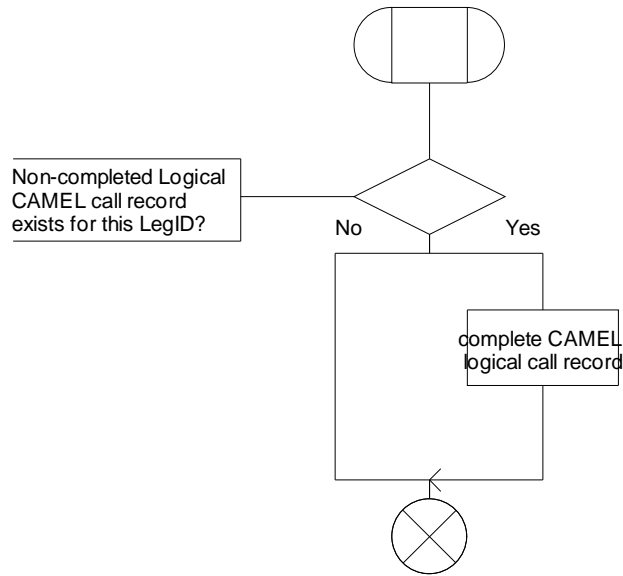 Non-completed Logical
CAMEL call record
exists for this LegID?
No
Yes
complete CAMEL
logical call record